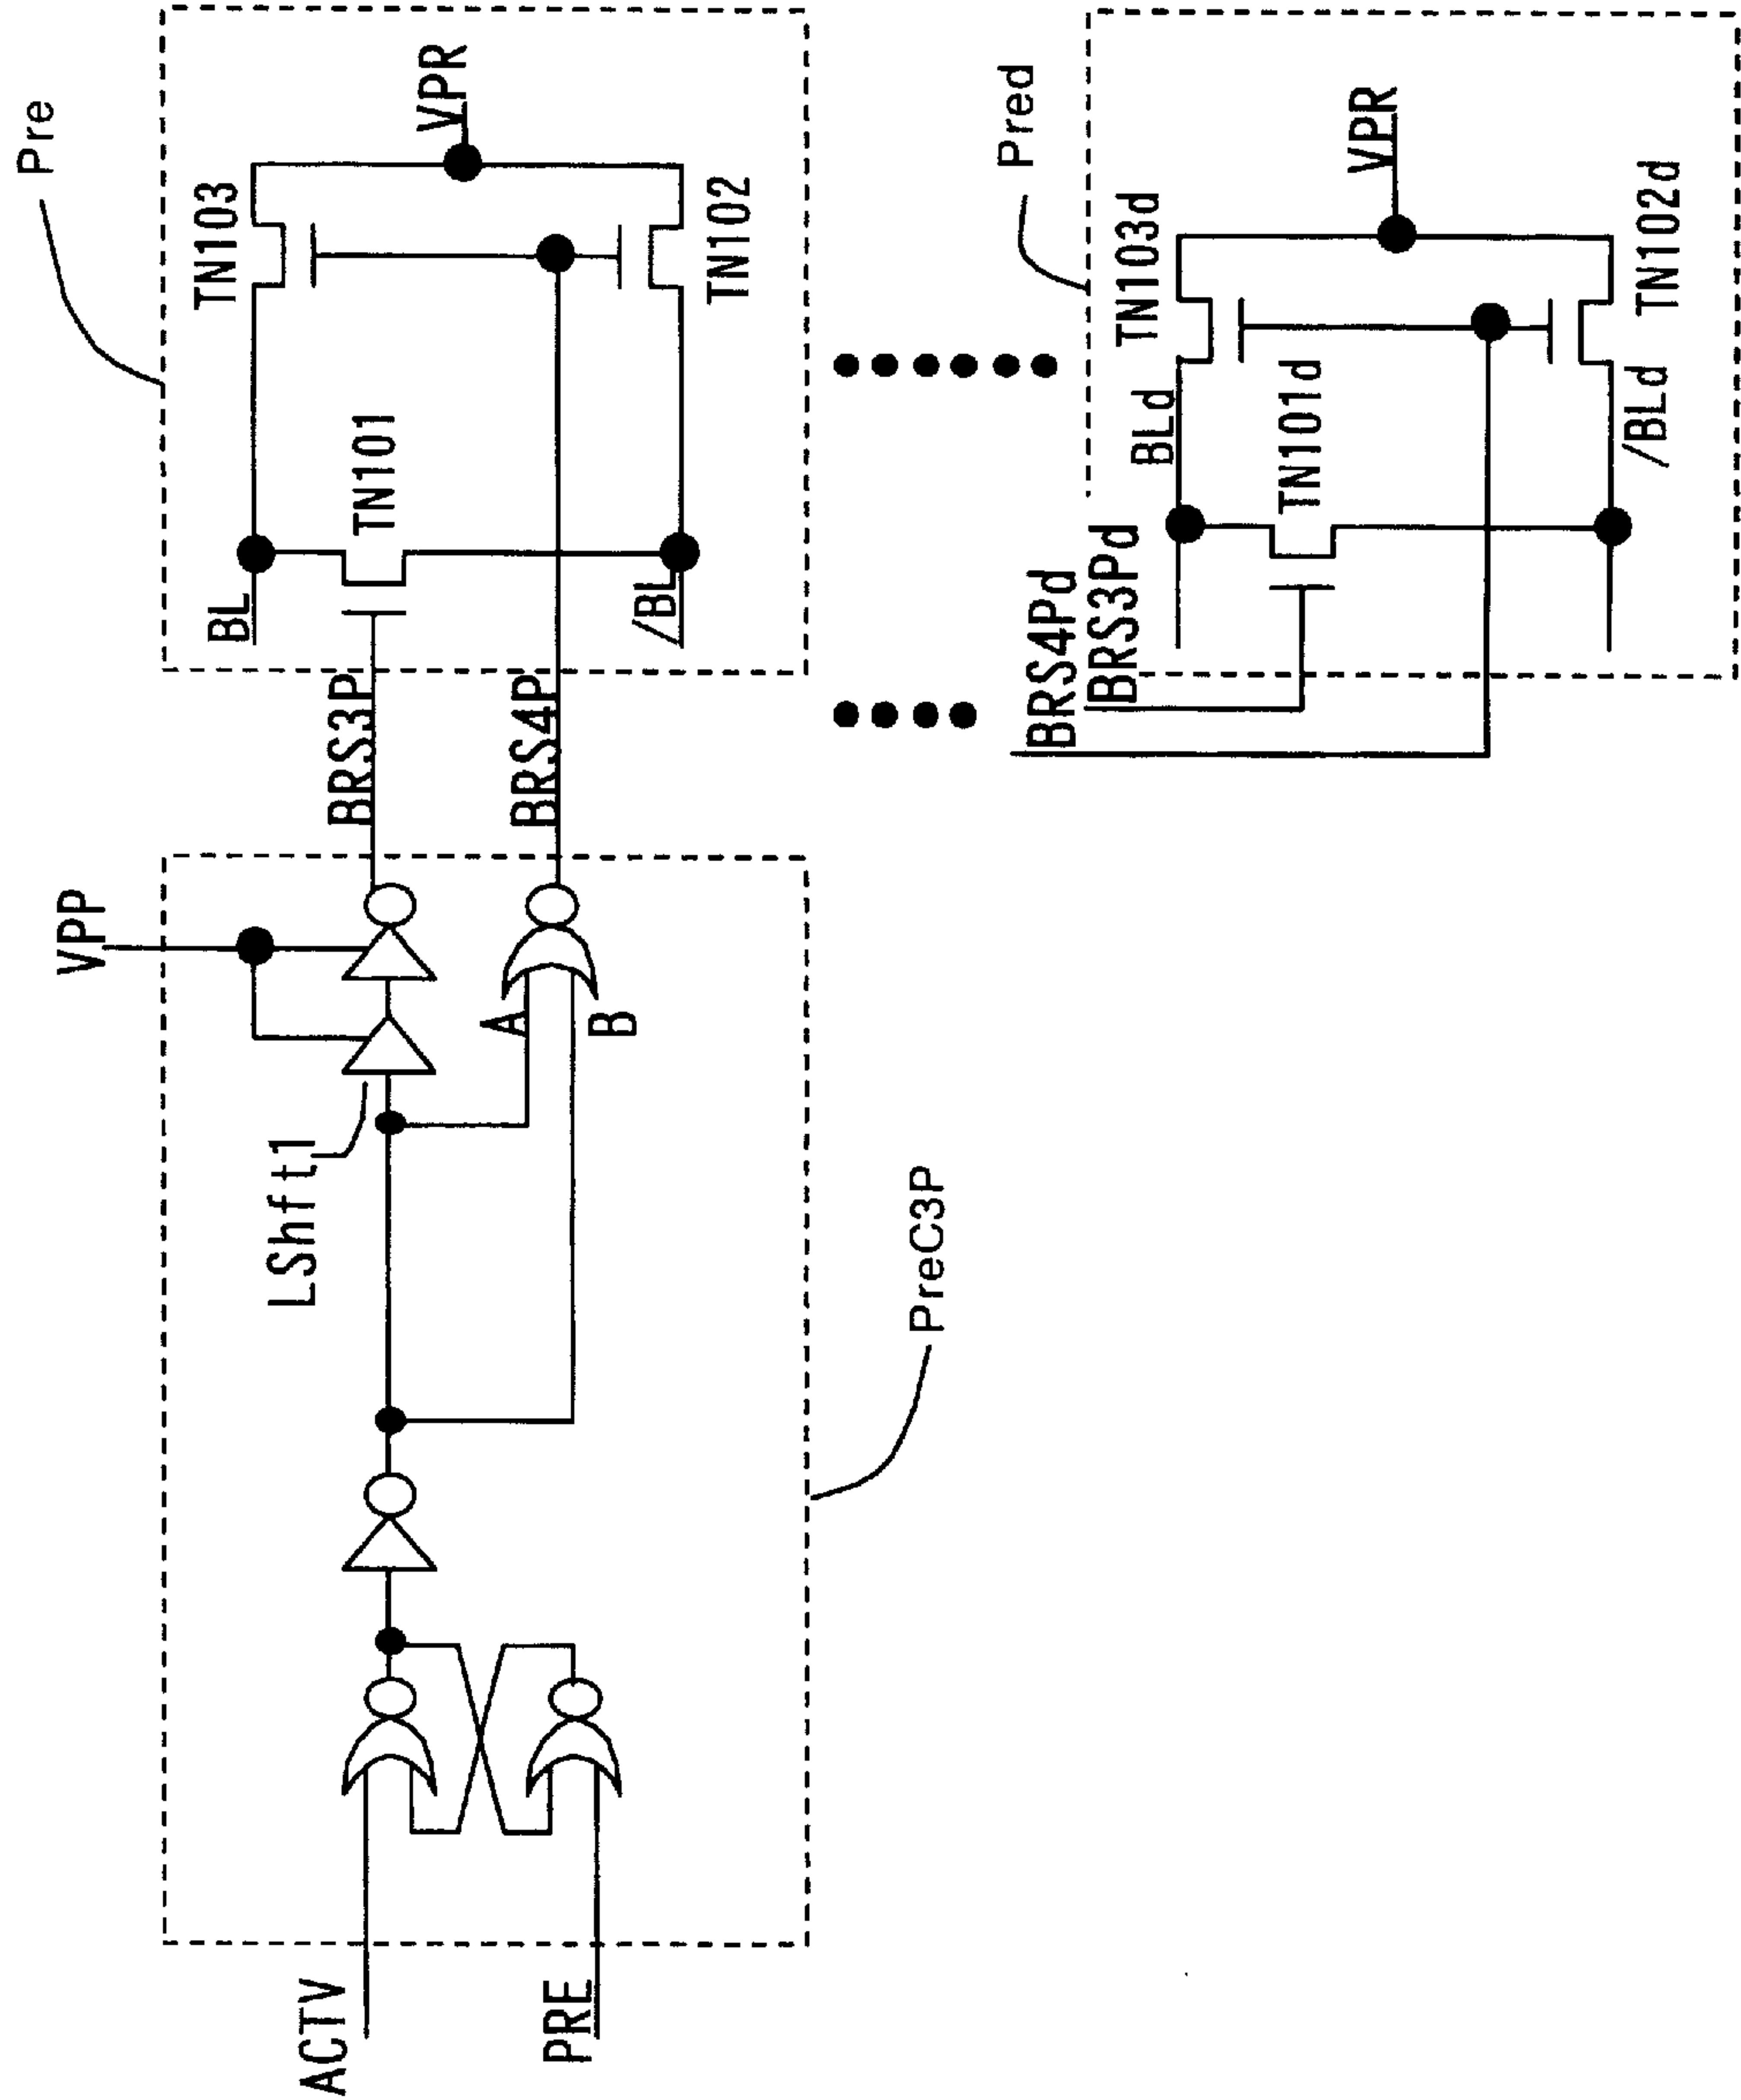 Pre
VPP
VPR
TN103
BL
TN101
BRS3P
LShft1
ACTV
A
B
BRS4P
/BL
TN102
PRE
PreC3P
Pred
VPR
TN103d
BLd
TN101d
BRS4Pd
BRS3Pd
/BLd
TN102d